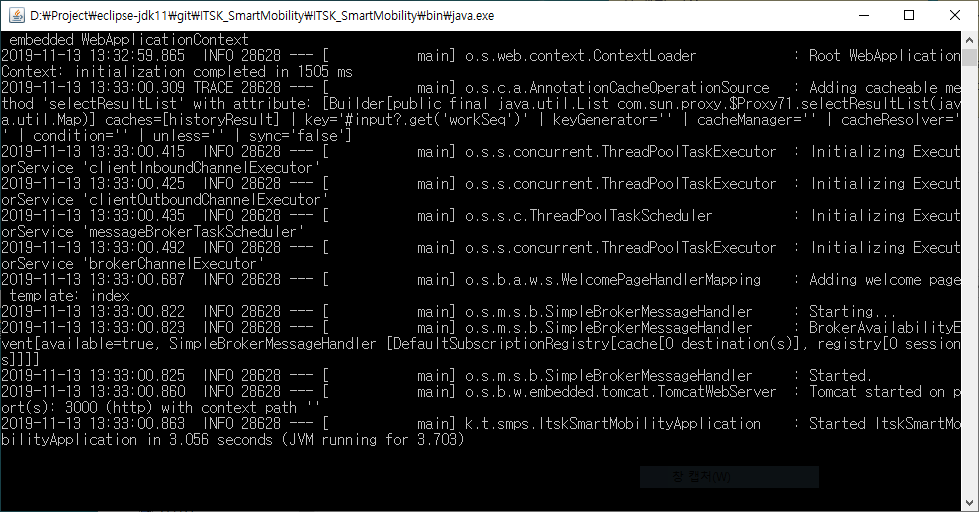 D:₩Project₩eclipse-jdk11₩git₩ITSK_SmartMobility₩ITSK_SmartMobility₩bin₩java.exe
 embedded WebApplicationContext
2019-11-13 13:32:59.865  INFO 28628 --- [           main] o.s.web.context.ContextLoader            : Root WebApplication
Context: initialization completed in 1505 ms
2019-11-13 13:33:00.309 TRACE 28628 --- [           main] o.s.c.a.AnnotationCacheOperationSource   : Adding cacheable me
thod 'selectResultList' with attribute: [Builder[public final java.util.List com.sun.proxy.$Proxy71.selectResultList(jav
a.util.Map)] caches=[historyResult] | key='#input?.get('workSeq')' | keyGenerator='' | cacheManager='' | cacheResolver='
' | condition='' | unless='' | sync='false']
2019-11-13 13:33:00.415  INFO 28628 --- [           main] o.s.s.concurrent.ThreadPoolTaskExecutor  : Initializing Execut
orService 'clientInboundChannelExecutor'
2019-11-13 13:33:00.425  INFO 28628 --- [           main] o.s.s.concurrent.ThreadPoolTaskExecutor  : Initializing Execut
orService 'clientOutboundChannelExecutor'
2019-11-13 13:33:00.435  INFO 28628 --- [           main] o.s.s.c.ThreadPoolTaskScheduler          : Initializing Execut
orService 'messageBrokerTaskScheduler'
2019-11-13 13:33:00.492  INFO 28628 --- [           main] o.s.s.concurrent.ThreadPoolTaskExecutor  : Initializing Execut
orService 'brokerChannelExecutor'
2019-11-13 13:33:00.687  INFO 28628 --- [           main] o.s.b.a.w.s.WelcomePageHandlerMapping    : Adding welcome page
 template: index
2019-11-13 13:33:00.822  INFO 28628 --- [           main] o.s.m.s.b.SimpleBrokerMessageHandler     : Starting...
2019-11-13 13:33:00.823  INFO 28628 --- [           main] o.s.m.s.b.SimpleBrokerMessageHandler     : BrokerAvailabilityE
vent[available=true, SimpleBrokerMessageHandler [DefaultSubscriptionRegistry[cache[0 destination(s)], registry[0 session
s]]]]
2019-11-13 13:33:00.825  INFO 28628 --- [           main] o.s.m.s.b.SimpleBrokerMessageHandler     : Started.
2019-11-13 13:33:00.860  INFO 28628 --- [           main] o.s.b.w.embedded.tomcat.TomcatWebServer  : Tomcat started on p
ort(s): 3000 (http) with context path ''
2019-11-13 13:33:00.863  INFO 28628 --- [           main] k.t.smps.ItskSmartMobilityApplication    : Started ItskSmartMo
bilityApplication in 3.056 seconds (JVM running for 3.703)
창 캡처(W)